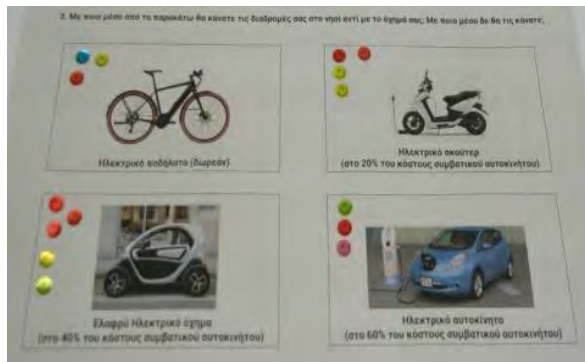 3. Με ποιο μέσο από τα παρακάτω θα κάνατε τις διαδρομές σας στο νησί αντί με το όχημά σας; Με ποιο μέσο δε θα τις κάνατε;
Ηλεκτρικό ποδήλατο (δωρεάν)
Ηλεκτρικό σκούτερ
(στο 20% του κόστους συμβατικού αυτοκινήτου)
Ελαφρύ Ηλεκτρικό όχημα
(στο 40% του κόστους συμβατικού αυτοκινήτου)
Ηλεκτρικό αυτοκίνητο
(στο 60% του κόστους συμβατικού αυτοκινήτου)